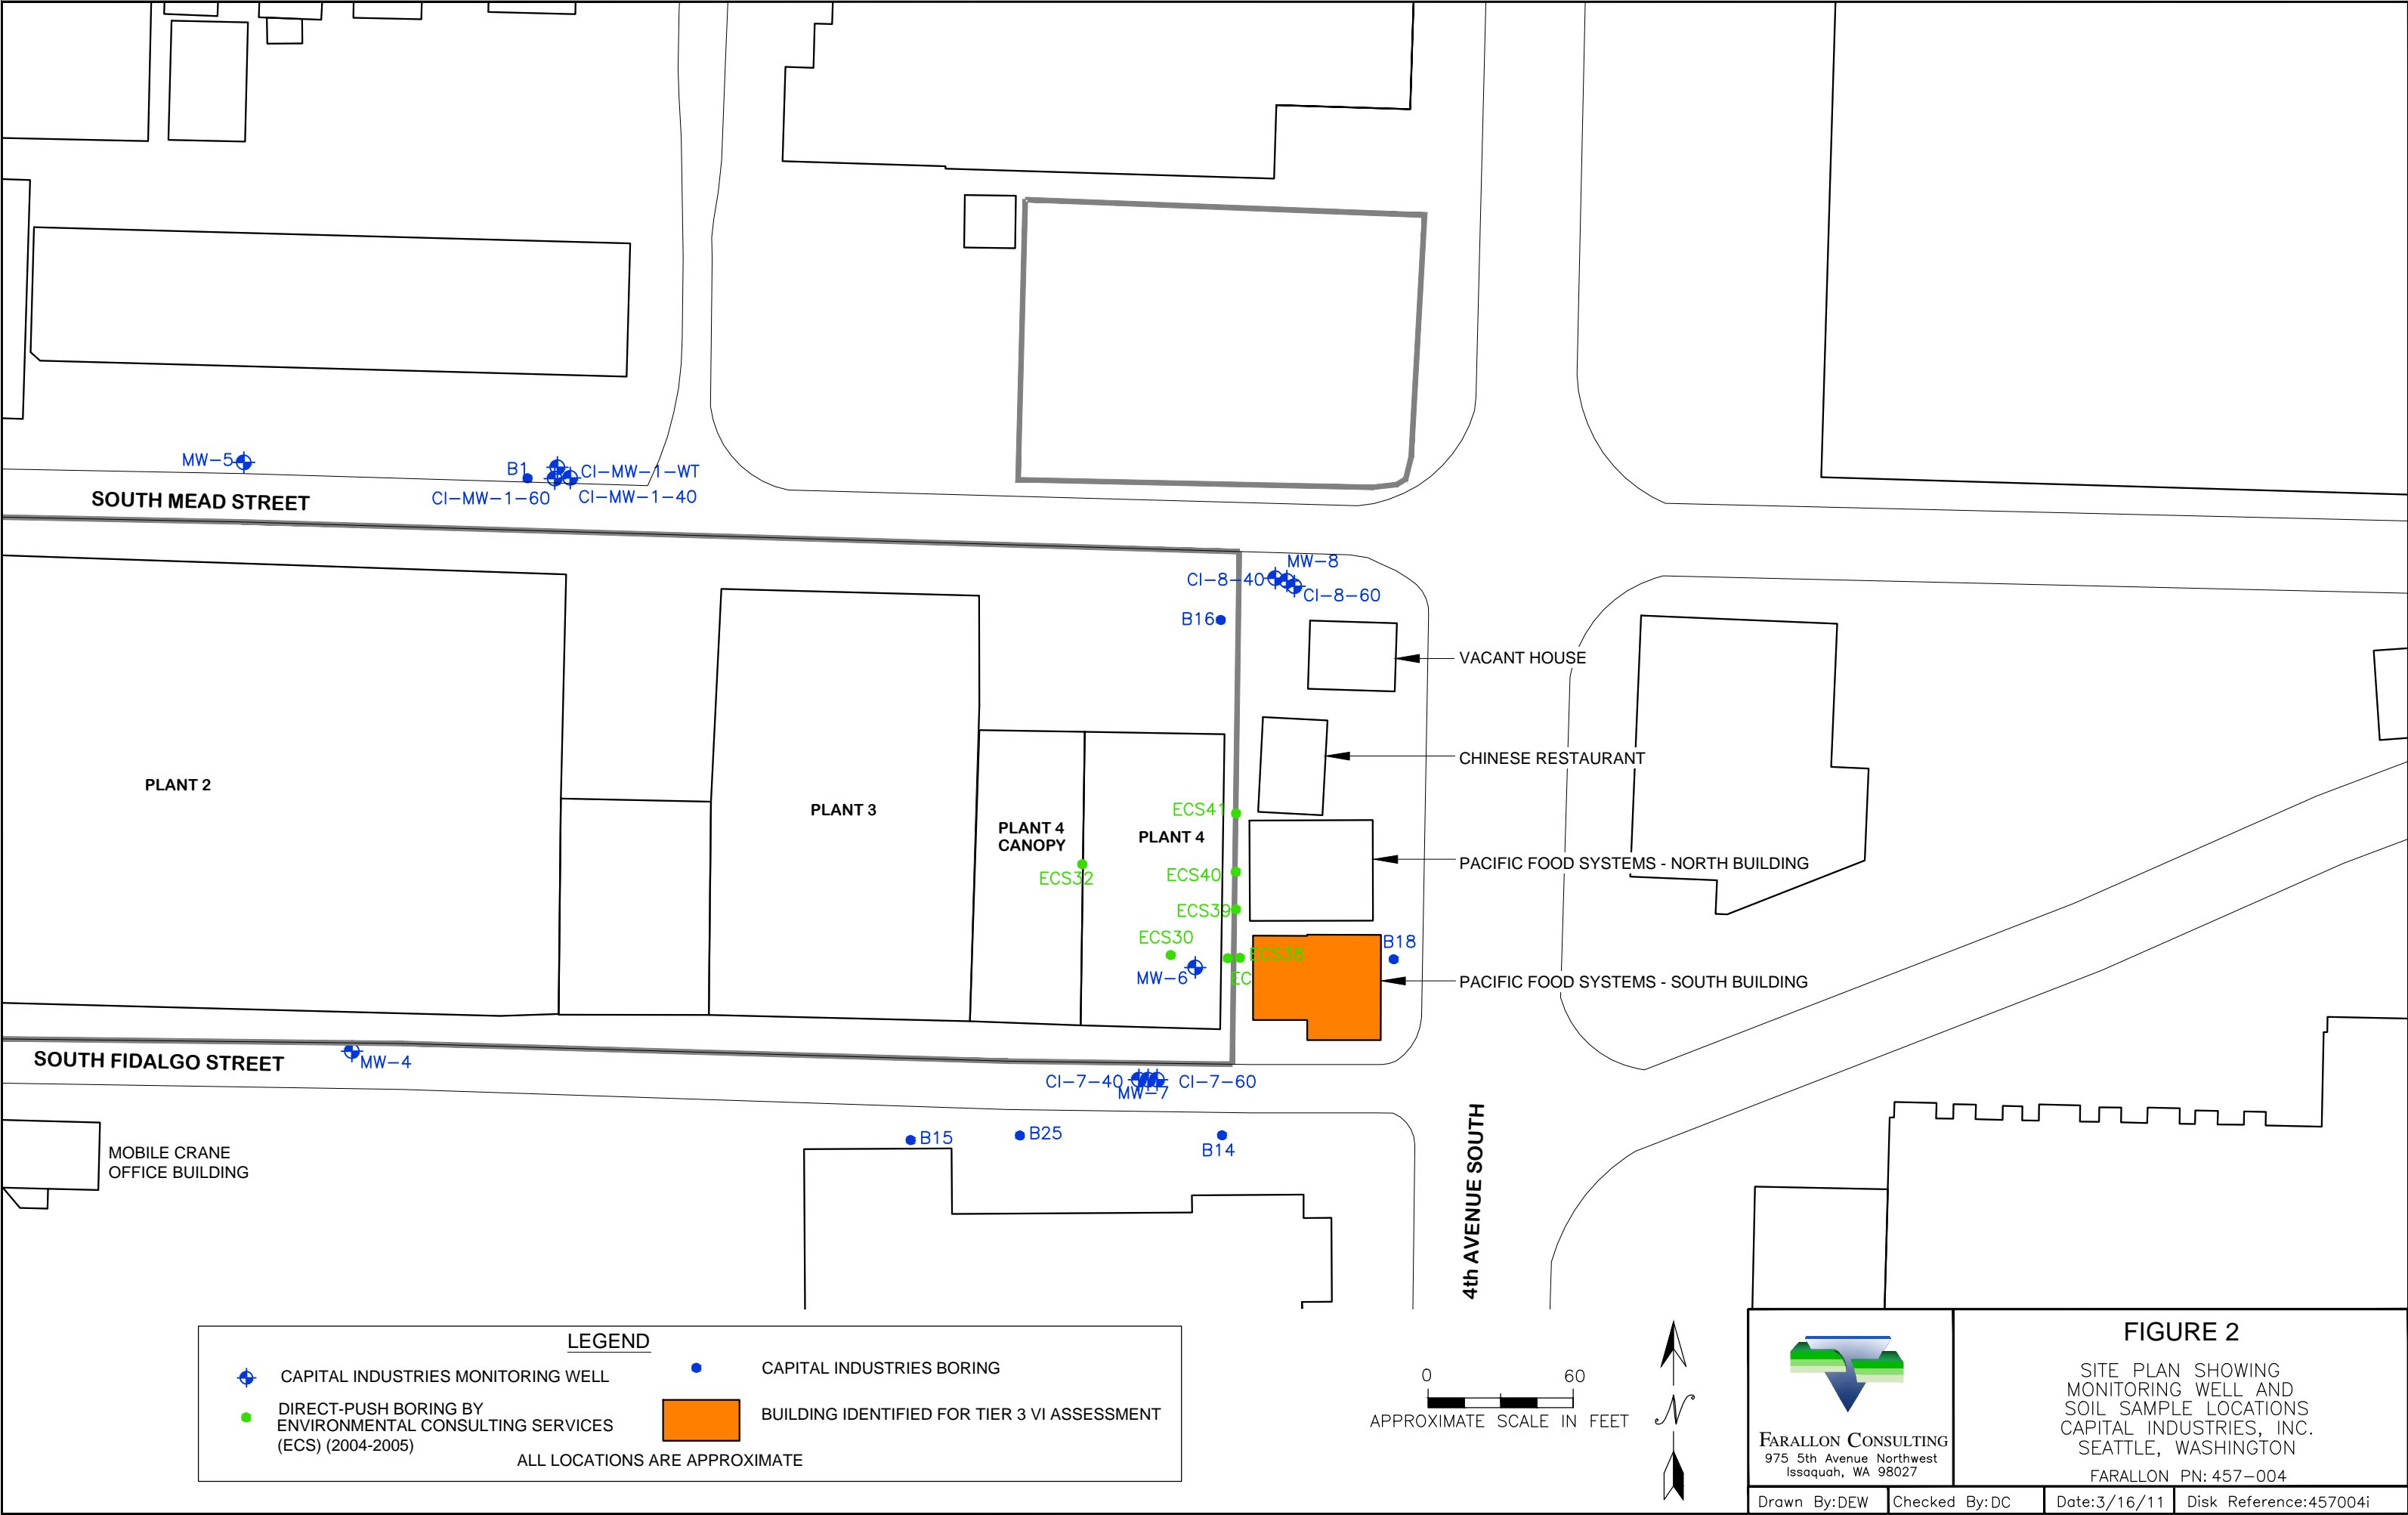 MW-5
B1
CI-MW-1-WT
CI-MW-1-60
CI-MW-1-40
SOUTH MEAD STREET
MW-8
CI-8-40
CI-8-60
B16
VACANT HOUSE
CHINESE RESTAURANT
PLANT 2
PLANT 3
PLANT 4
CANOPY
PLANT 4
ECS41
ECS32
ECS40
ECS39
PACIFIC FOOD SYSTEMS - NORTH BUILDING
ECS30
ECS38
B18
MW-6
EC
PACIFIC FOOD SYSTEMS - SOUTH BUILDING
SOUTH FIDALGO STREET
MW-4
CI-7-40
MW-7
CI-7-60
B15
B25
B14
MOBILE CRANE
OFFICE BUILDING
4th AVENUE SOUTH
LEGEND
CAPITAL INDUSTRIES MONITORING WELL
CAPITAL INDUSTRIES BORING
DIRECT-PUSH BORING BY
ENVIRONMENTAL CONSULTING SERVICES
(ECS) (2004-2005)
BUILDING IDENTIFIED FOR TIER 3 VI ASSESSMENT
ALL LOCATIONS ARE APPROXIMATE
0 60
APPROXIMATE SCALE IN FEET
N
FARALLON CONSULTING
975 5th Avenue Northwest
Issaquah, WA 98027
FIGURE 2
SITE PLAN SHOWING
MONITORING WELL AND
SOIL SAMPLE LOCATIONS
CAPITAL INDUSTRIES, INC.
SEATTLE, WASHINGTON
FARALLON PN: 457-004
Drawn By:DEW
Checked By:DC
Date:3/16/11
Disk Reference:457004i